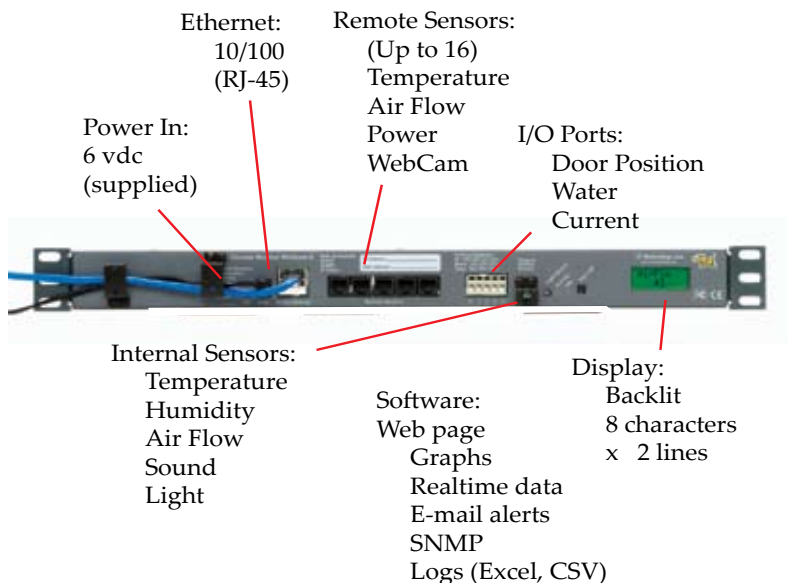 Ethernet:
10/100
(RJ-45)
Remote Sensors:
(Up to 16)
Temperature
Air Flow
Power
WebCam
Power In:
6 vdc
(supplied)
I/O Ports:
Door Position
Water
Current
Internal Sensors:
Temperature
Humidity
Air Flow
Sound
Light
Software:
Web page
Graphs
Realtime data
E-mail alerts
SNMP
Logs (Excel, CSV)
Display:
Backlit
8 characters
x 2 lines